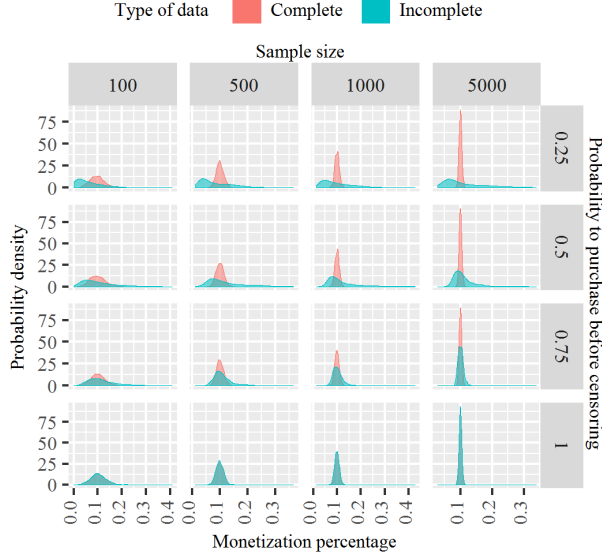 Type of data Complete Incomplete
Sample size
100 500 1000 5000
75
50
25
0
0.25
75
50
25
0
0.5
75
50
25
0
0.75
75
50
25
0
1
Probability density
Probability to purchase before censoring
0.0 0.1 0.2 0.3 0.4 0.0 0.1 0.2 0.3 0.0 0.1 0.2 0.3 0.4 0.1 0.2 0.3
Monetization percentage